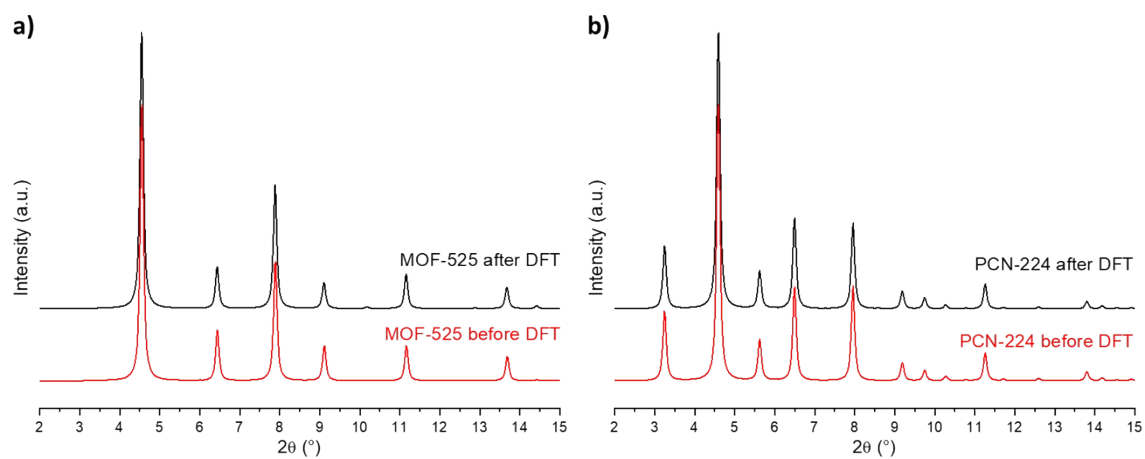 a)
Intensity (a.u.)
MOF-525 after DFT
MOF-525 before DFT
2 3 4 5 6 7 8 9 10 11 12 13 14 15
2θ (°)
b)
Intensity (a.u.)
PCN-224 after DFT
PCN-224 before DFT
2 3 4 5 6 7 8 9 10 11 12 13 14 15
2θ (°)